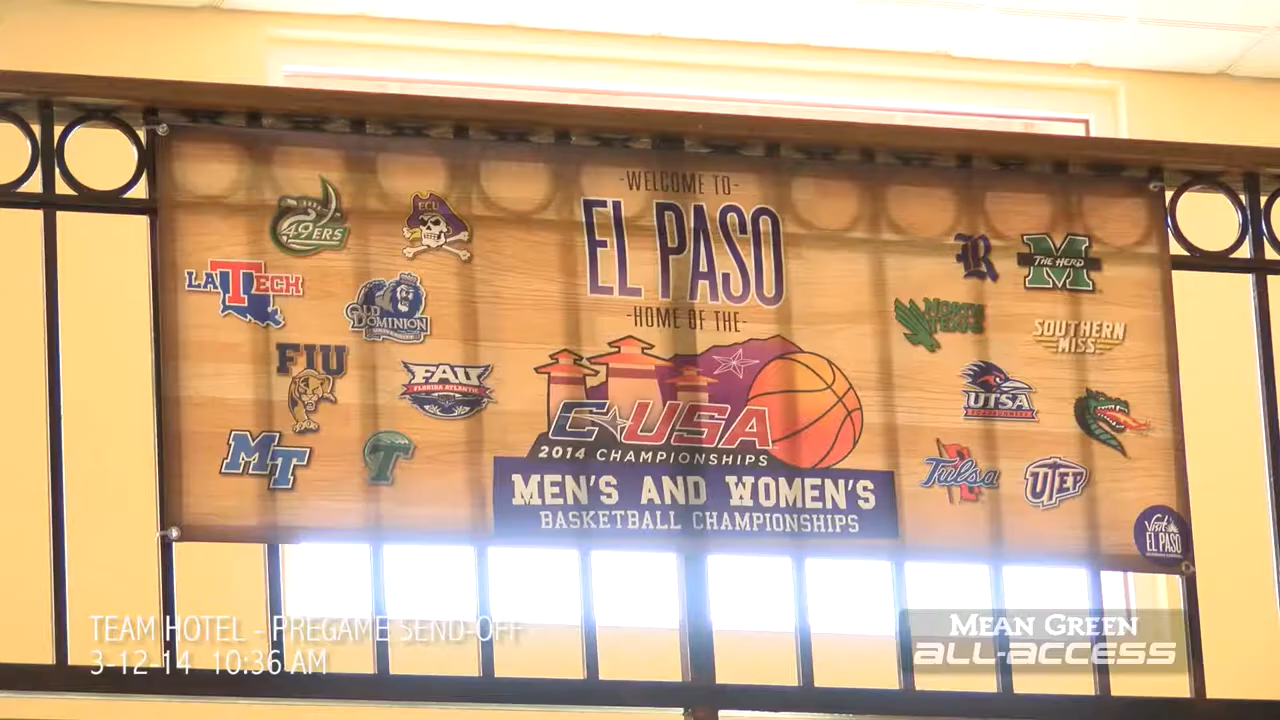 -WELCOME TO-
EL PASO
-HOME OF THE-
C USA
2014 CHAMPIONSHIPS
MEN'S AND WOMEN'S
BASKETBALL CHAMPIONSHIPS
49ERS
ECU
LA TECH
OLD DOMINION
FIU
FAU
FLORIDA ATLANTIC
MT
T
R
M
THE HERD
NORTH TEXAS
SOUTHERN MISS
UTSA
ROADRUNNERS
Tulsa
UTEP
Visit
EL PASO
TEAM HOTEL - PREGAME SEND-OFF
3-12-14 10:36 AM
MEAN GREEN
ALL-ACCESS